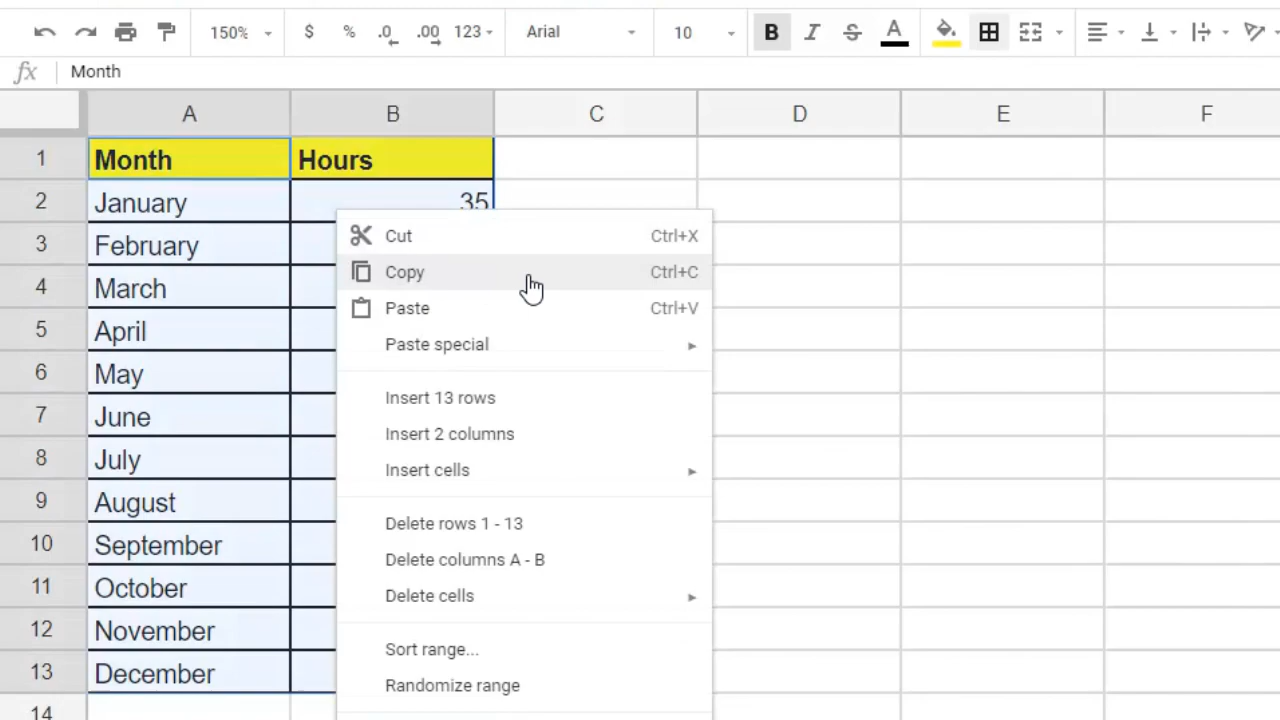 150% $ % .0 .00 123 Arial 10 B I S A
fx Month
A B C D E F
1 Month Hours
2 January 35
3 February
4 March
5 April
6 May
7 June
8 July
9 August
10 September
11 October
12 November
13 December
14
Cut Ctrl+X
Copy Ctrl+C
Paste Ctrl+V
Paste special
Insert 13 rows
Insert 2 columns
Insert cells
Delete rows 1 - 13
Delete columns A - B
Delete cells
Sort range...
Randomize range